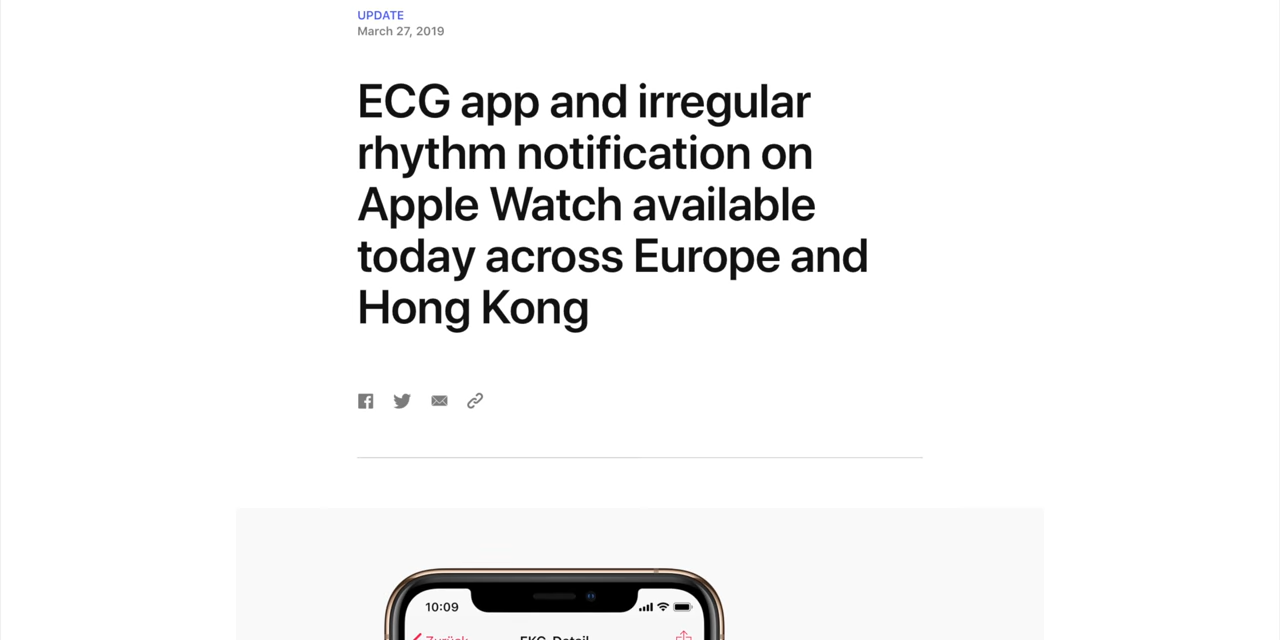 UPDATE
March 27, 2019
ECG app and irregular
rhythm notification on
Apple Watch available
today across Europe and
Hong Kong
10:09
Zurück
EKG-Detail